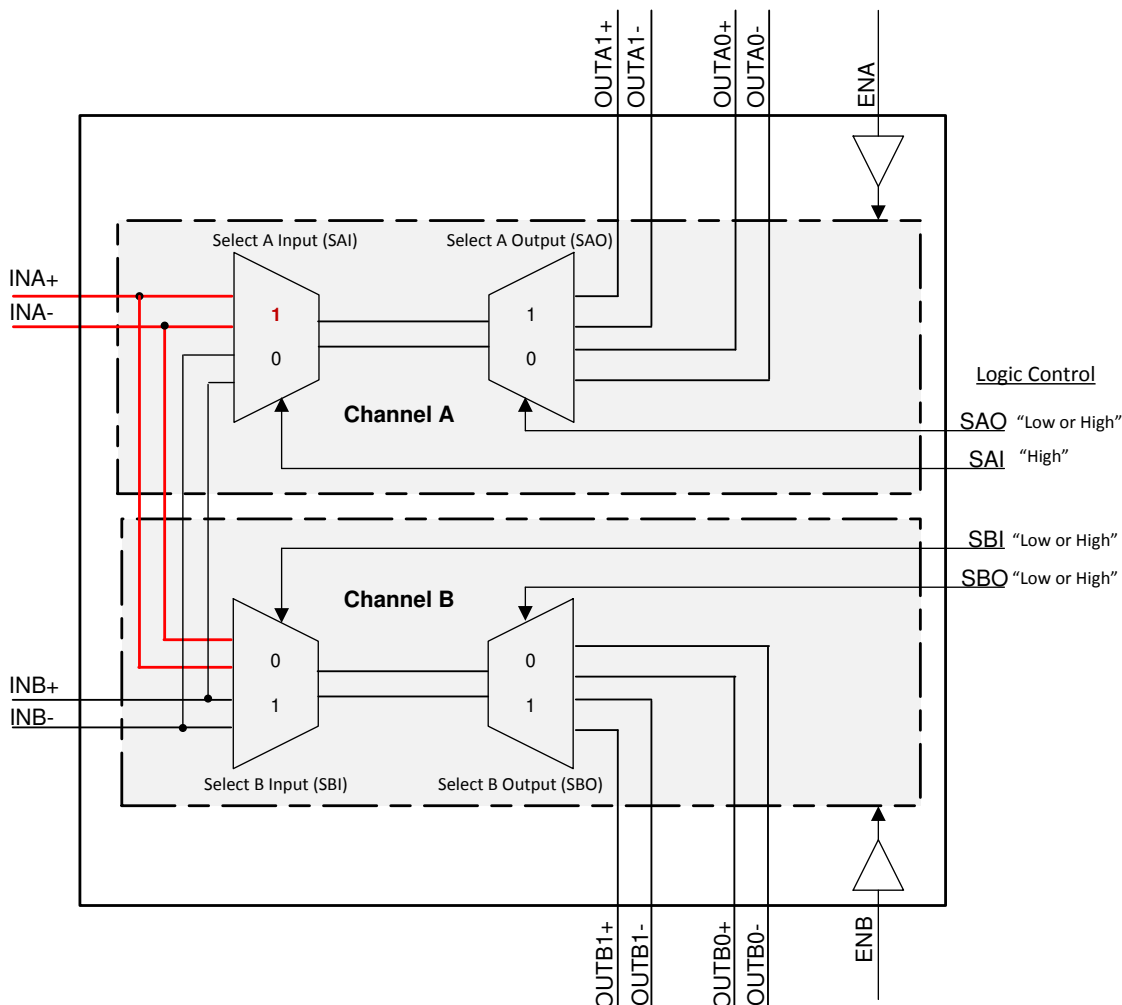 OUTA1+
OUTA1-
OUTA0+
OUTA0-
ENA
Select A Input (SAI)
Select A Output (SAO)
INA+
INA-
1
0
1
0
Channel A
Logic Control
SAO "Low or High"
SAI "High"
SBI "Low or High"
SBO "Low or High"
Channel B
0
1
0
1
INB+
INB-
Select B Input (SBI)
Select B Output (SBO)
OUTB1+
OUTB1-
OUTB0+
OUTB0-
ENB